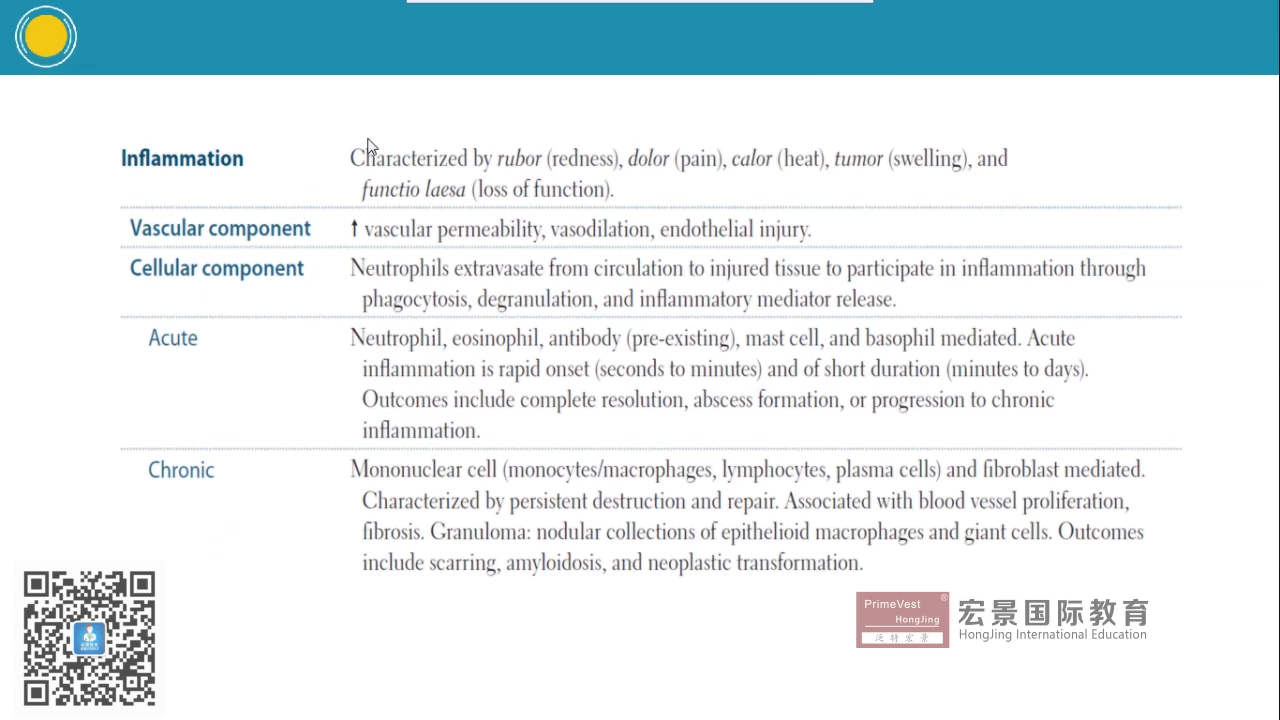 Inflammation
Characterized by rubor (redness), dolor (pain), calor (heat), tumor (swelling), and
functio laesa (loss of function).
Vascular component
↑ vascular permeability, vasodilation, endothelial injury.
Cellular component
Neutrophils extravasate from circulation to injured tissue to participate in inflammation through
phagocytosis, degranulation, and inflammatory mediator release.
Acute
Neutrophil, eosinophil, antibody (pre-existing), mast cell, and basophil mediated. Acute
inflammation is rapid onset (seconds to minutes) and of short duration (minutes to days).
Outcomes include complete resolution, abscess formation, or progression to chronic
inflammation.
Chronic
Mononuclear cell (monocytes/macrophages, lymphocytes, plasma cells) and fibroblast mediated.
Characterized by persistent destruction and repair. Associated with blood vessel proliferation,
fibrosis. Granuloma: nodular collections of epithelioid macrophages and giant cells. Outcomes
include scarring, amyloidosis, and neoplastic transformation.
PrimeVest ®
HongJing
宏景国际教育
HongJing International Education